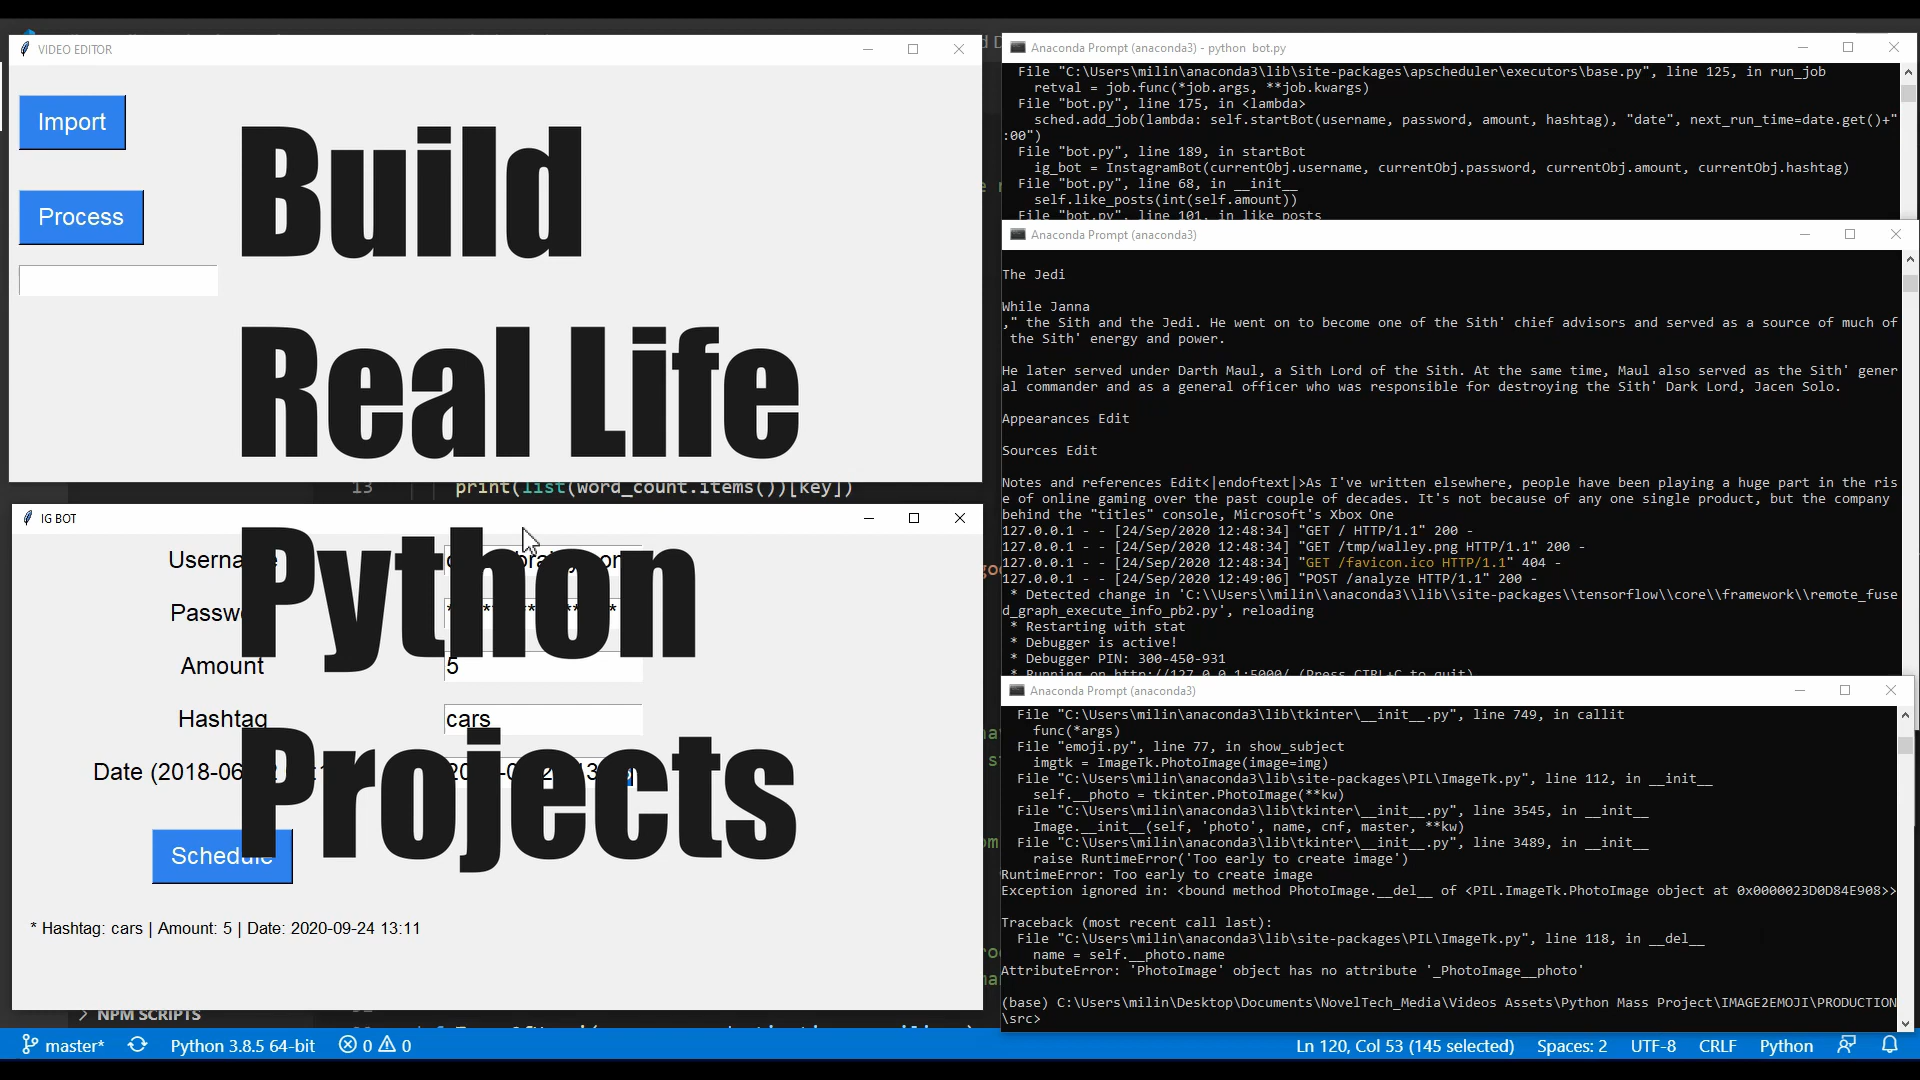 VIDEO EDITOR
Import
Process
Build
Real Life
Python
Projects
13 print(list(word_count.items())[key])
IG BOT
Amount
5
Hashtag
cars
Schedule
* Hashtag: cars | Amount: 5 | Date: 2020-09-24 13:11
NPM SCRIPTS
Anaconda Prompt (anaconda3) - python bot.py
File "C:\Users\milin\anaconda3\lib\site-packages\apscheduler\executors\base.py", line 125, in run_job
retval = job.func(*job.args, **job.kwargs)
File "bot.py", line 175, in <lambda>
sched.add_job(lambda: self.startBot(username, password, amount, hashtag), "date", next_run_time=date.get()+"
:00")
File "bot.py", line 189, in startBot
ig_bot = InstagramBot(currentObj.username, currentObj.password, currentObj.amount, currentObj.hashtag)
File "bot.py", line 68, in __init__
self.like_posts(int(self.amount))
File "bot.py", line 101, in like_posts
Anaconda Prompt (anaconda3)
The Jedi
While Janna
," the Sith and the Jedi. He went on to become one of the Sith' chief advisors and served as a source of much of
the Sith' energy and power.
He later served under Darth Maul, a Sith Lord of the Sith. At the same time, Maul also served as the Sith' gener
al commander and as a general officer who was responsible for destroying the Sith' Dark Lord, Jacen Solo.
Appearances Edit
Sources Edit
Notes and references Edit<|endoftext|>As I've written elsewhere, people have been playing a huge part in the ris
e of online gaming over the past couple of decades. It's not because of any one single product, but the company
behind the "titles" console, Microsoft's Xbox One
127.0.0.1 - - [24/Sep/2020 12:48:34] "GET / HTTP/1.1" 200 -
127.0.0.1 - - [24/Sep/2020 12:48:34] "GET /tmp/walley.png HTTP/1.1" 200 -
127.0.0.1 - - [24/Sep/2020 12:48:34] "GET /favicon.ico HTTP/1.1" 404 -
127.0.0.1 - - [24/Sep/2020 12:49:06] "POST /analyze HTTP/1.1" 200 -
* Detected change in 'C:\\Users\\milin\\anaconda3\\lib\\site-packages\\tensorflow\\core\\framework\\remote_fuse
d_graph_execute_info_pb2.py', reloading
* Restarting with stat
* Debugger is active!
* Debugger PIN: 300-450-931
* Running on http://127.0.0.1:5000/ (Press CTRL+C to quit)
Anaconda Prompt (anaconda3)
File "C:\Users\milin\anaconda3\lib\tkinter\__init__.py", line 749, in callit
func(*args)
File "emoji.py", line 77, in show_subject
imgtk = ImageTk.PhotoImage(image=img)
File "C:\Users\milin\anaconda3\lib\site-packages\PIL\ImageTk.py", line 112, in __init__
self.__photo = tkinter.PhotoImage(**kw)
File "C:\Users\milin\anaconda3\lib\tkinter\__init__.py", line 3545, in __init__
Image.__init__(self, 'photo', name, cnf, master, **kw)
File "C:\Users\milin\anaconda3\lib\tkinter\__init__.py", line 3489, in __init__
raise RuntimeError('Too early to create image')
RuntimeError: Too early to create image
Exception ignored in: <bound method PhotoImage.__del__ of <PIL.ImageTk.PhotoImage object at 0x0000023D0D84E908>>
Traceback (most recent call last):
File "C:\Users\milin\anaconda3\lib\site-packages\PIL\ImageTk.py", line 118, in __del__
name = self.__photo.name
AttributeError: 'PhotoImage' object has no attribute '_PhotoImage__photo'
(base) C:\Users\milin\Desktop\Documents\NovelTech_Media\Videos Assets\Python Mass Project\IMAGE2EMOJI\PRODUCTION
\src>
master* Python 3.8.5 64-bit 0 0 Ln 120, Col 53 (145 selected) Spaces: 2 UTF-8 CRLF Python